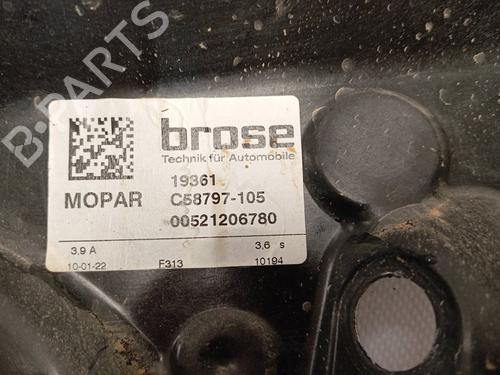 B-PARTS
brose
Technik für Automobile
19361
MOPAR C58797-105
00521206780
3,9 A 3,6 s
10-01-22 F313 10194